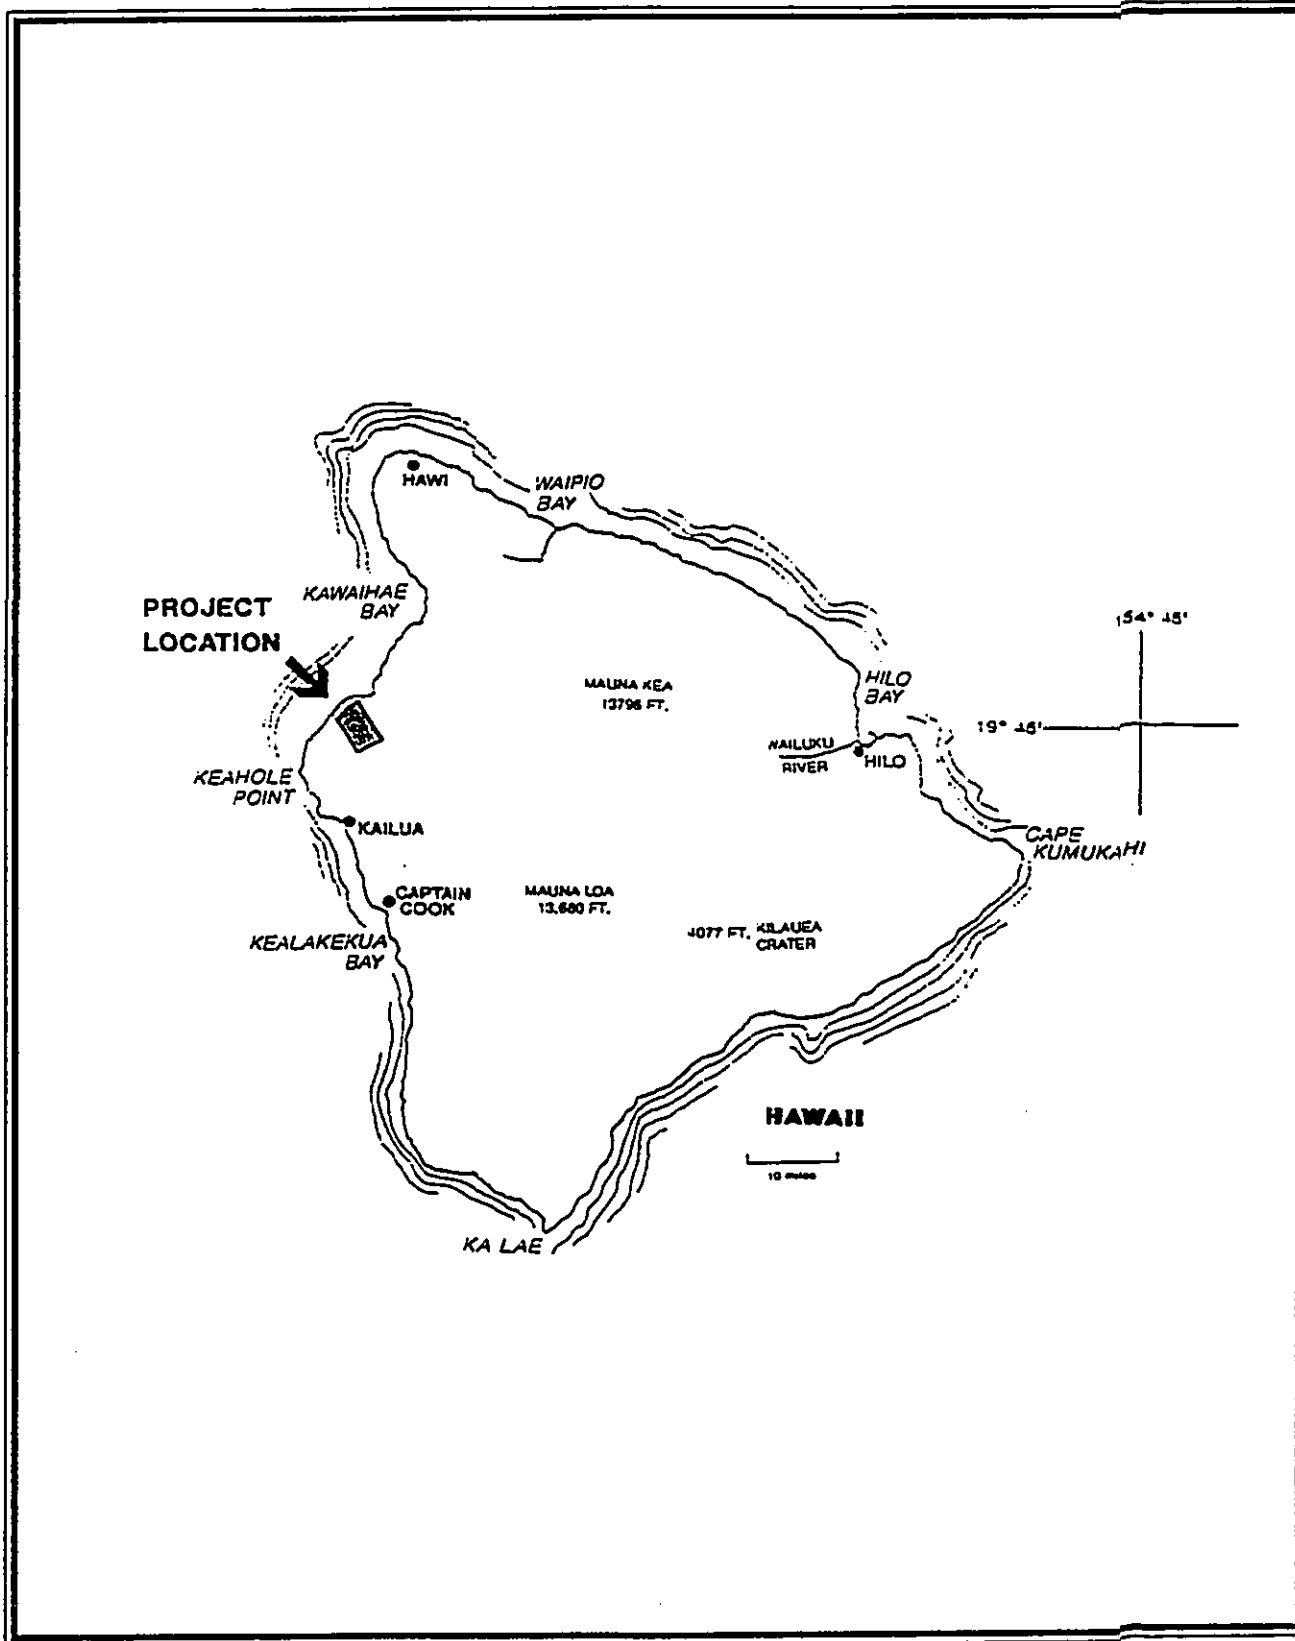 HAWI
WAIPIO
BAY
KAWAIHAE
BAY
PROJECT
LOCATION
154° 45'
MAUNA KEA
13796 FT.
HILO
BAY
19° 45'
WAILUKU
RIVER
HILO
KEAHOLE
POINT
KAILUA
CAPE
KUMUKAHI
CAPTAIN
COOK
MAUNA LOA
13,680 FT.
4077 FT. KILAUEA
CRATER
KEALAKEKUA
BAY
HAWAII
10 miles
KA LAE